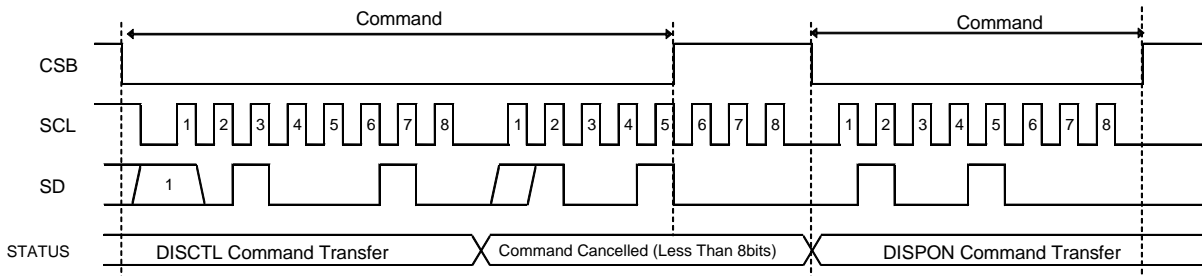 Command
Command
CSB
SCL
1 2 3 4 5 6 7 8 1 2 3 4 5 6 7 8 1 2 3 4 5 6 7 8
SD
1
STATUS
DISCTL Command Transfer
Command Cancelled (Less Than 8bits)
DISPON Command Transfer